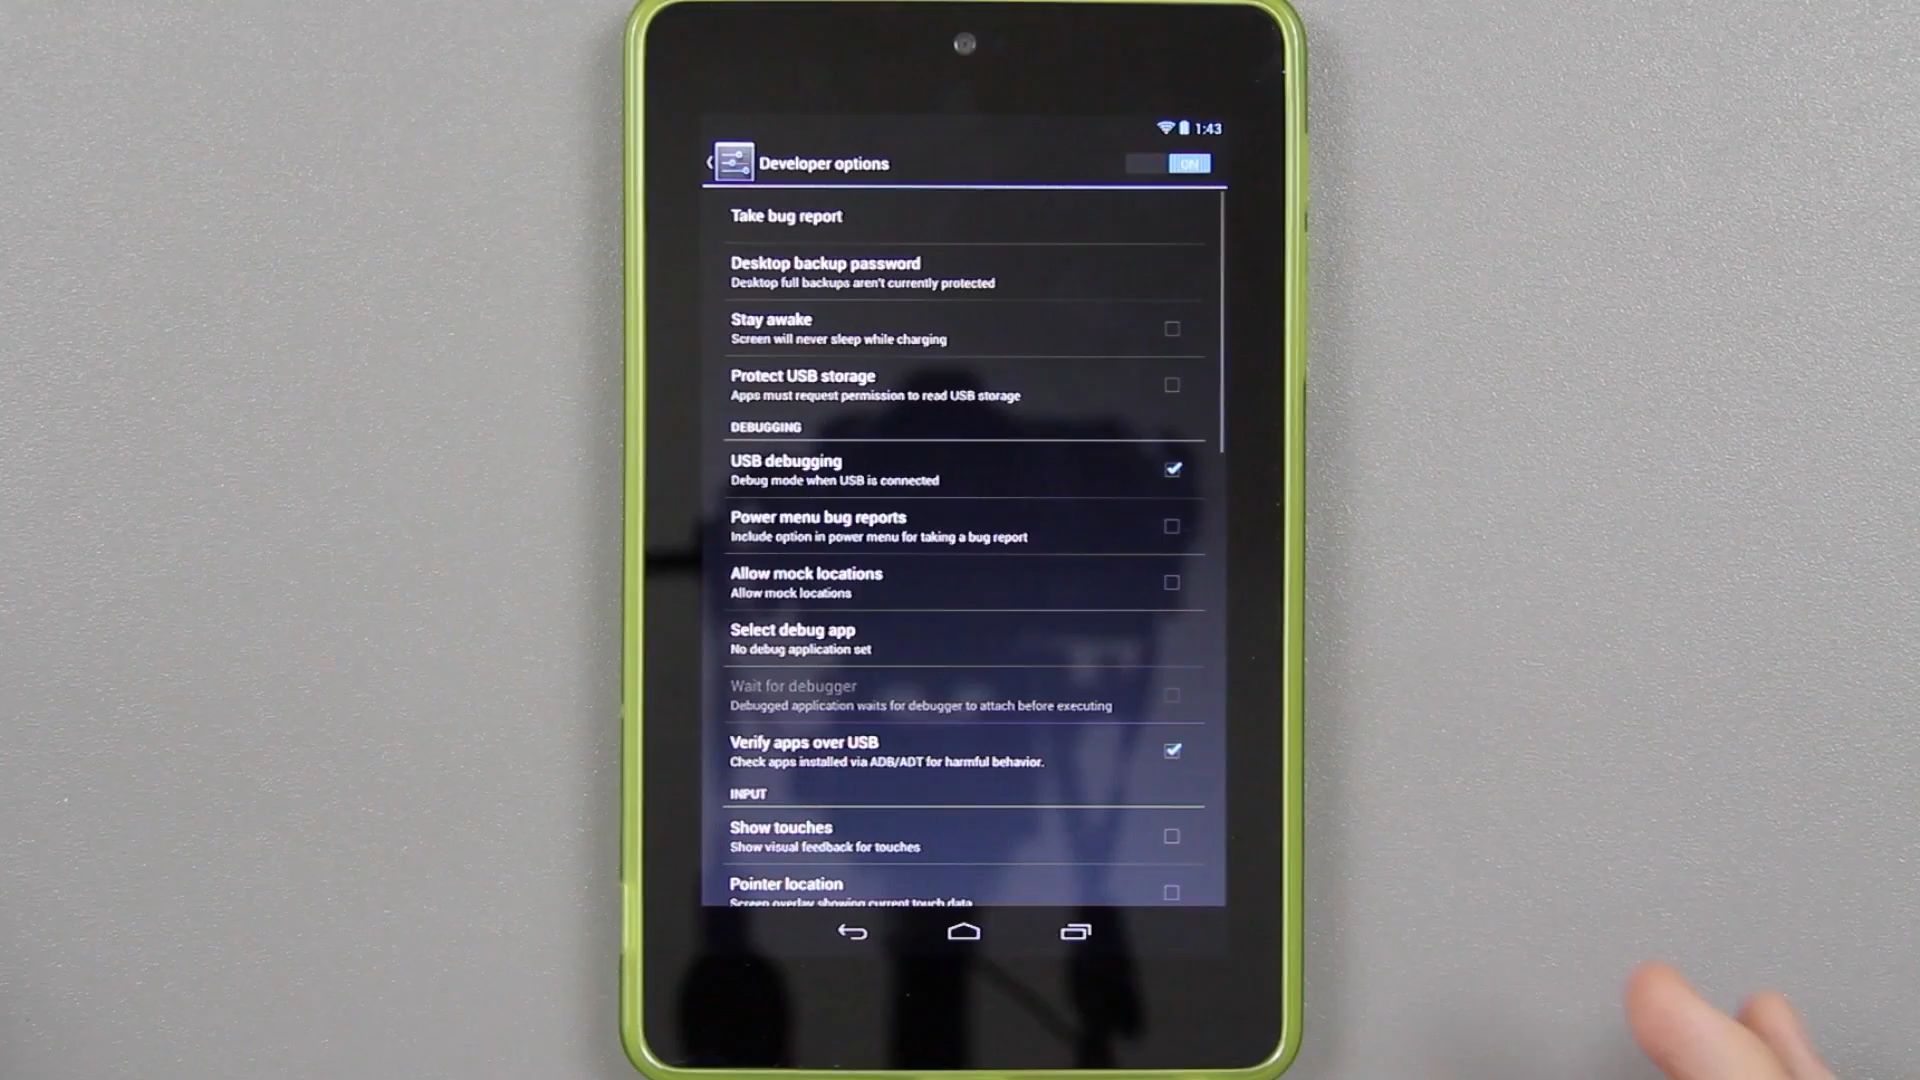 1:43
Developer options
ON
Take bug report
Desktop backup password
Desktop full backups aren't currently protected
Stay awake
Screen will never sleep while charging
Protect USB storage
Apps must request permission to read USB storage
DEBUGGING
USB debugging
Debug mode when USB is connected
Power menu bug reports
Include option in power menu for taking a bug report
Allow mock locations
Allow mock locations
Select debug app
No debug application set
Wait for debugger
Debugged application waits for debugger to attach before executing
Verify apps over USB
Check apps installed via ADB/ADT for harmful behavior.
INPUT
Show touches
Show visual feedback for touches
Pointer location
Screen overlay showing current touch data